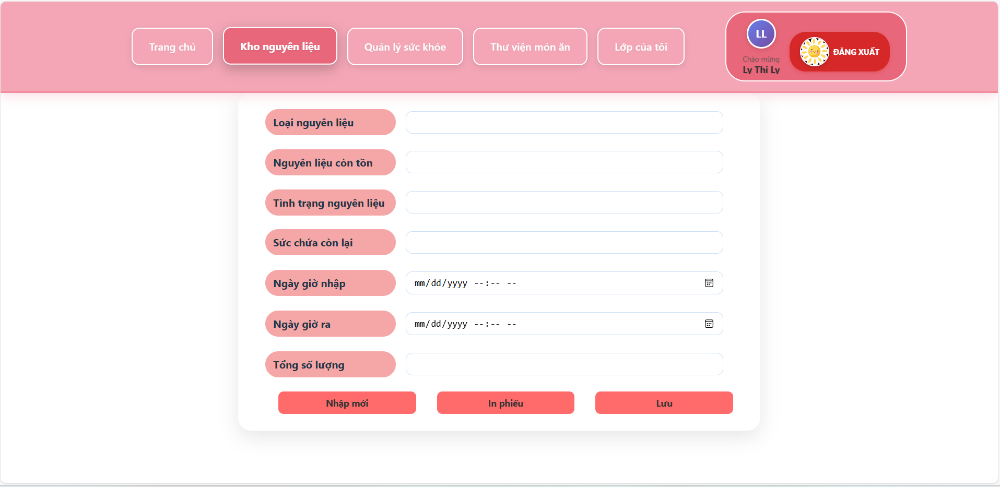 Trang chủ
Kho nguyên liệu
Quản lý sức khỏe
Thư viện món ăn
Lớp của tôi
LL
Chào mừng
Ly Thi Ly
ĐĂNG XUẤT
Loại nguyên liệu
Nguyên liệu còn tồn
Tình trạng nguyên liệu
Sức chứa còn lại
Ngày giờ nhập
mm/dd/yyyy --:-- --
Ngày giờ ra
mm/dd/yyyy --:-- --
Tổng số lượng
Nhập mới
In phiếu
Lưu